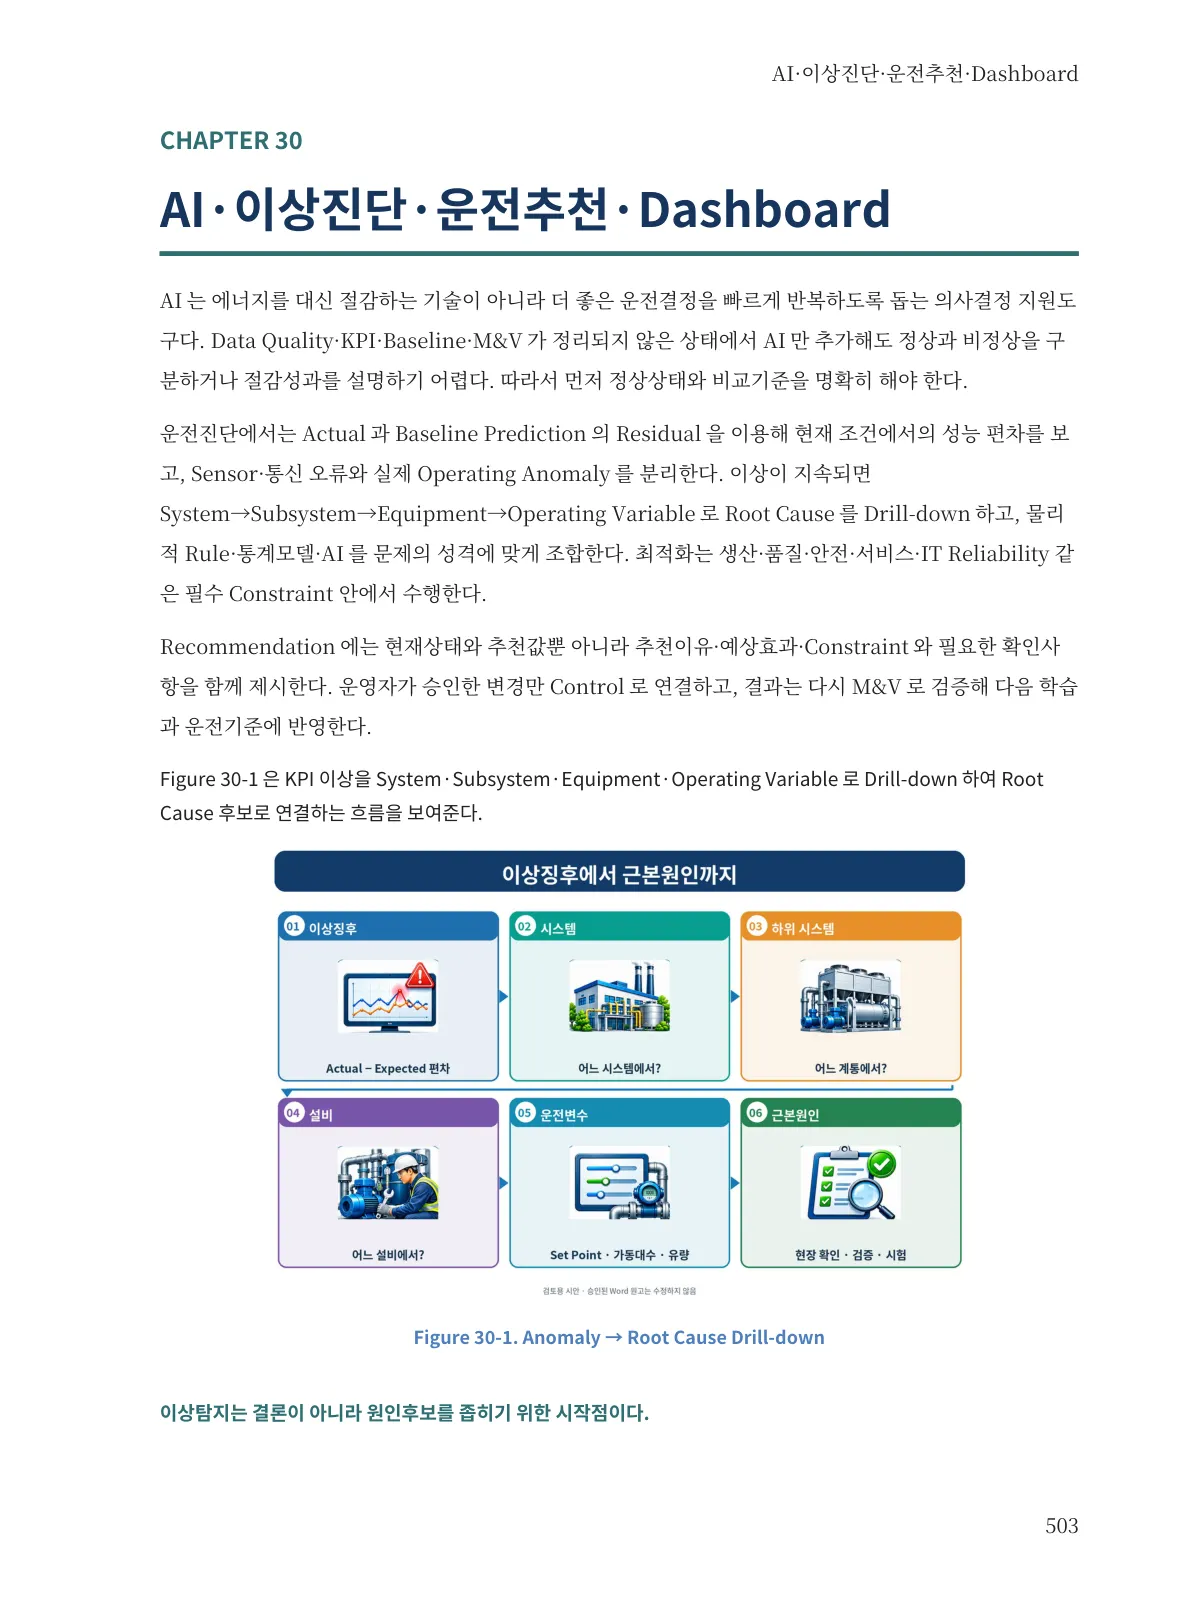 AI·이상진단·운전추천·Dashboard
CHAPTER 30
AI·이상진단·운전추천·Dashboard
AI 는 에너지를 대신 절감하는 기술이 아니라 더 좋은 운전결정을 빠르게 반복하도록 돕는 의사결정 지원도
구다. Data Quality·KPI·Baseline·M&V 가 정리되지 않은 상태에서 AI 만 추가해도 정상과 비정상을 구
분하거나 절감성과를 설명하기 어렵다. 따라서 먼저 정상상태와 비교기준을 명확히 해야 한다.
운전진단에서는 Actual 과 Baseline Prediction 의 Residual 을 이용해 현재 조건에서의 성능 편차를 보
고, Sensor·통신 오류와 실제 Operating Anomaly 를 분리한다. 이상이 지속되면
System→Subsystem→Equipment→Operating Variable 로 Root Cause 를 Drill-down 하고, 물리
적 Rule·통계모델·AI 를 문제의 성격에 맞게 조합한다. 최적화는 생산·품질·안전·서비스·IT Reliability 같
은 필수 Constraint 안에서 수행한다.
Recommendation 에는 현재상태와 추천값뿐 아니라 추천이유·예상효과·Constraint 와 필요한 확인사
항을 함께 제시한다. 운영자가 승인한 변경만 Control 로 연결하고, 결과는 다시 M&V 로 검증해 다음 학습
과 운전기준에 반영한다.
Figure 30-1 은 KPI 이상을 System·Subsystem·Equipment·Operating Variable 로 Drill-down 하여 Root
Cause 후보로 연결하는 흐름을 보여준다.
이상징후에서 근본원인까지
01 이상징후
Actual − Expected 편차
02 시스템
어느 시스템에서?
03 하위 시스템
어느 계통에서?
04 설비
어느 설비에서?
05 운전변수
Set Point · 가동대수 · 유량
06 근본원인
현장 확인 · 검증 · 시험
검토용 시안 · 승인된 Word 원고는 수정하지 않음
Figure 30-1. Anomaly → Root Cause Drill-down
이상탐지는 결론이 아니라 원인후보를 좁히기 위한 시작점이다.
503